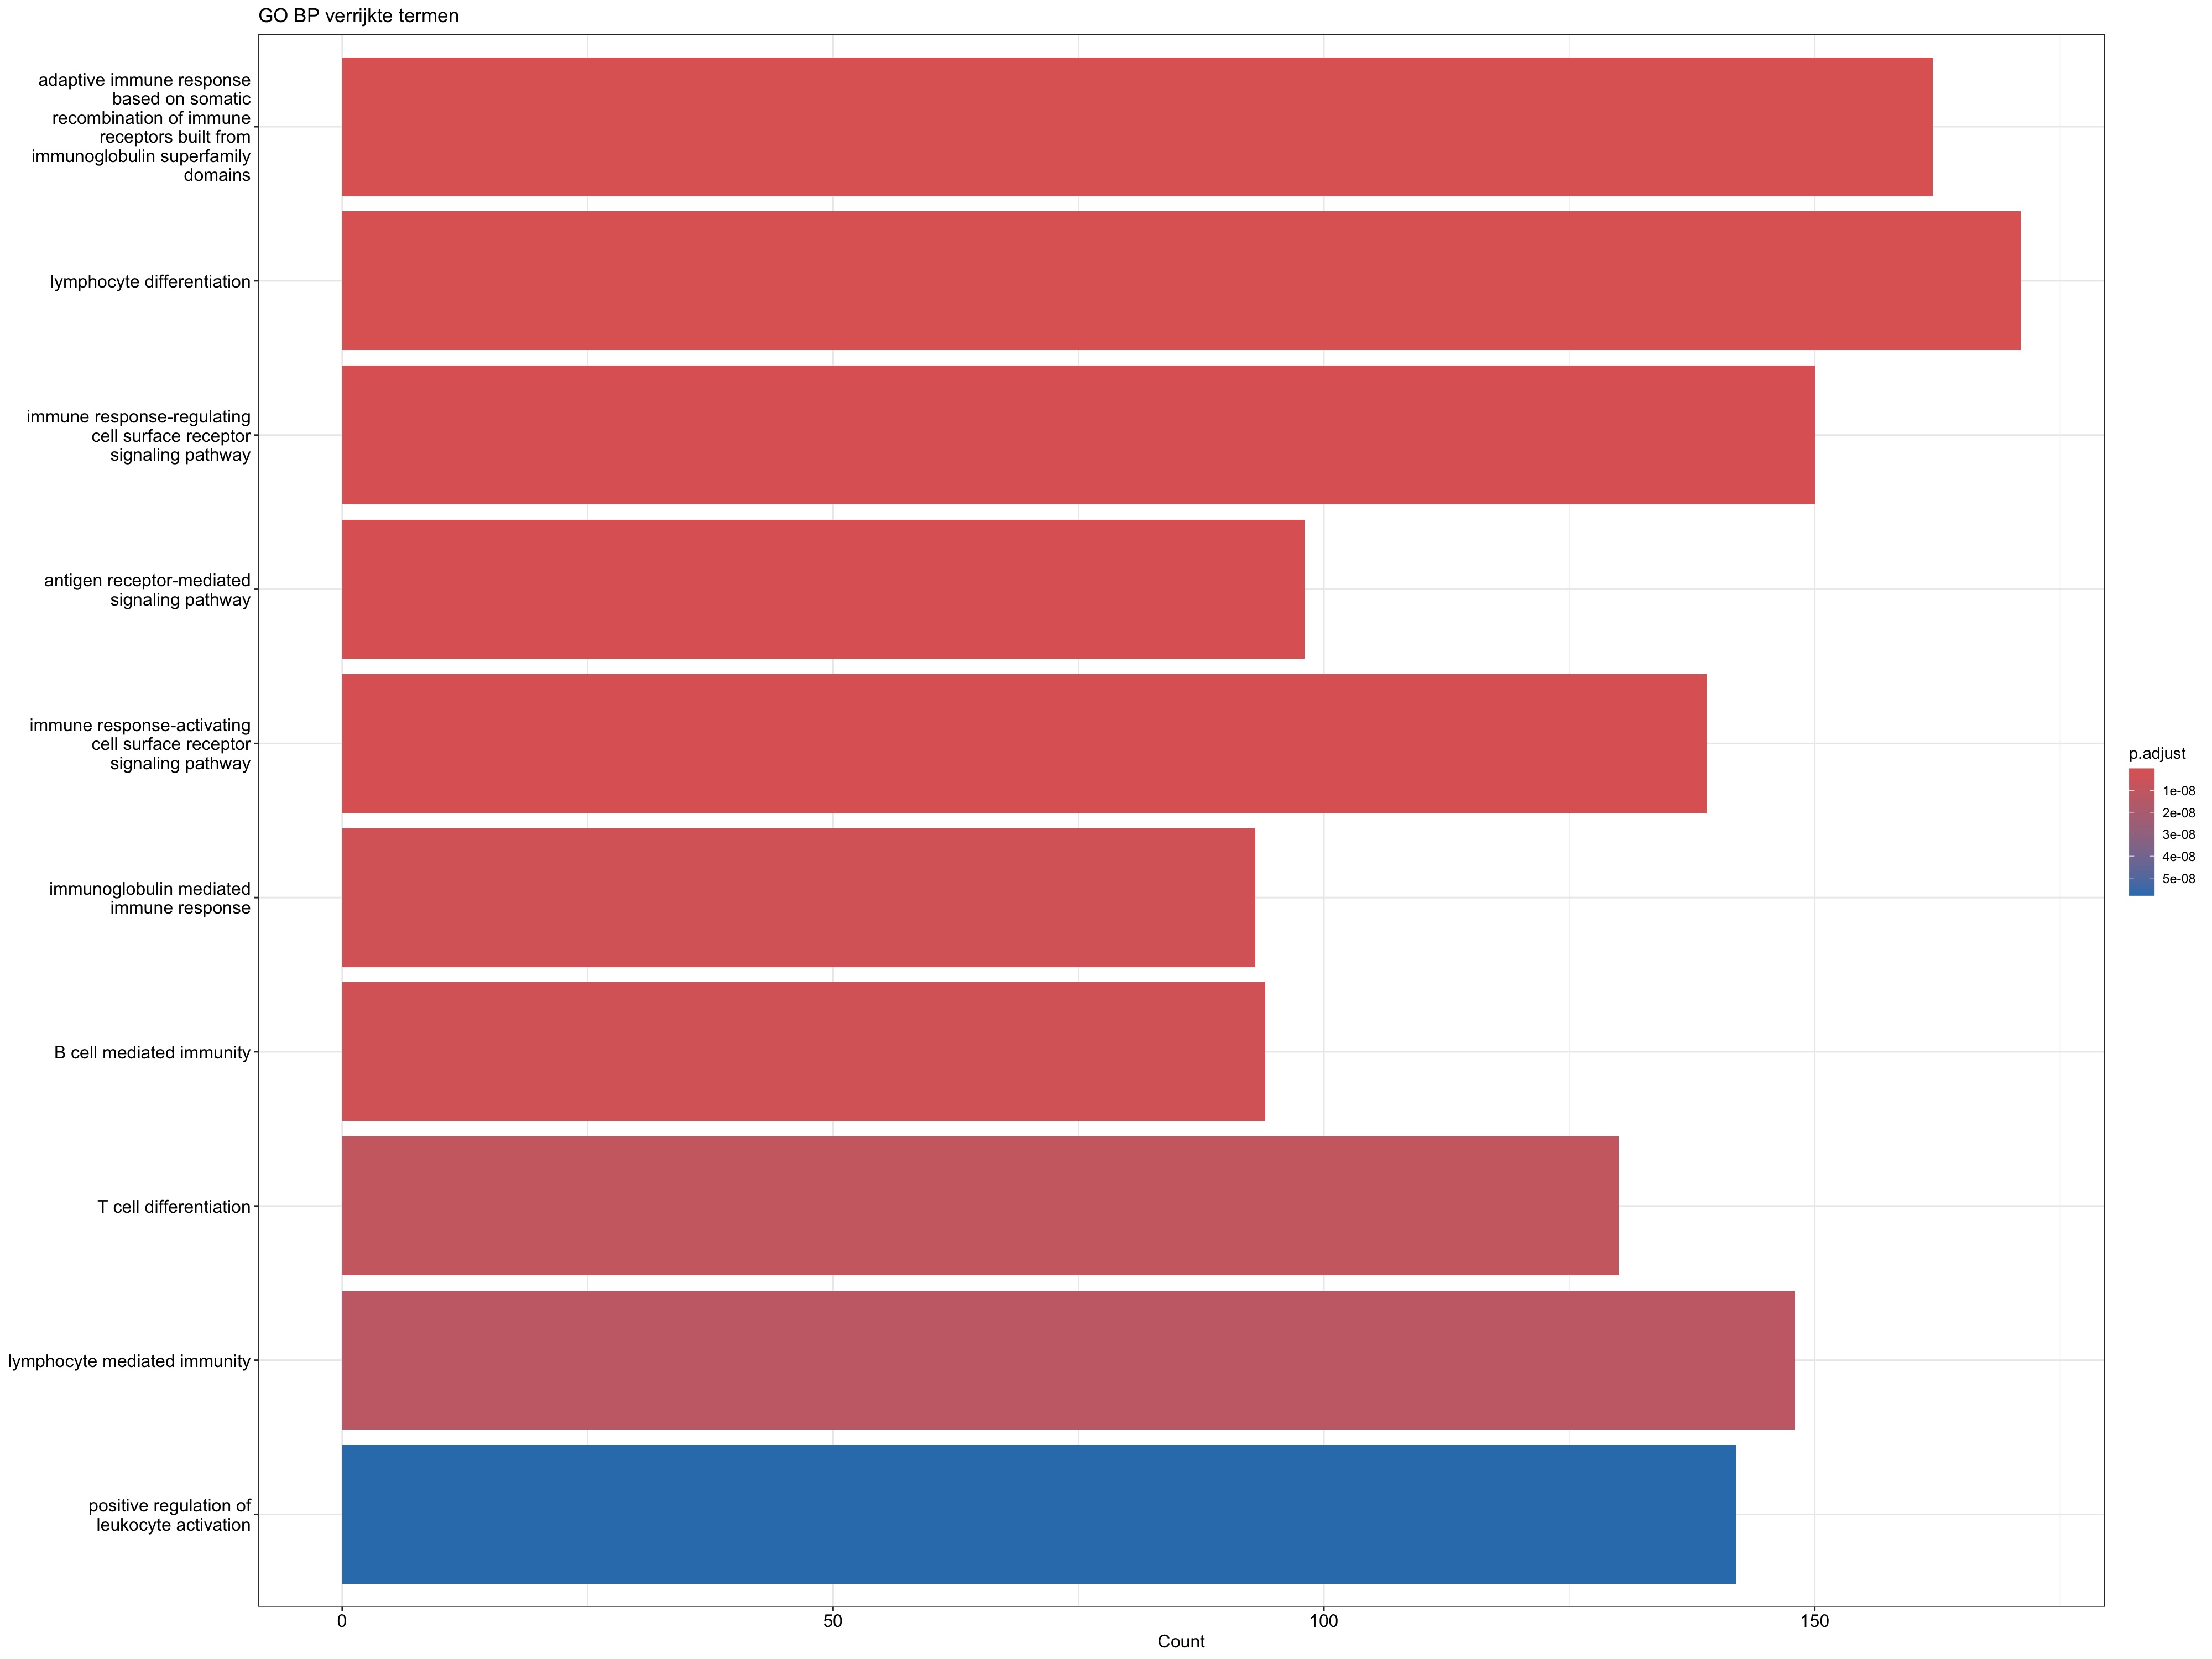 GO BP verrijkte termen
adaptive immune response
based on somatic
recombination of immune
receptors built from
immunoglobulin superfamily
domains
lymphocyte differentiation
immune response-regulating
cell surface receptor
signaling pathway
antigen receptor-mediated
signaling pathway
immune response-activating
cell surface receptor
signaling pathway
immunoglobulin mediated
immune response
B cell mediated immunity
T cell differentiation
lymphocyte mediated immunity
positive regulation of
leukocyte activation
0 50 100 150
Count
p.adjust
1e-08
2e-08
3e-08
4e-08
5e-08